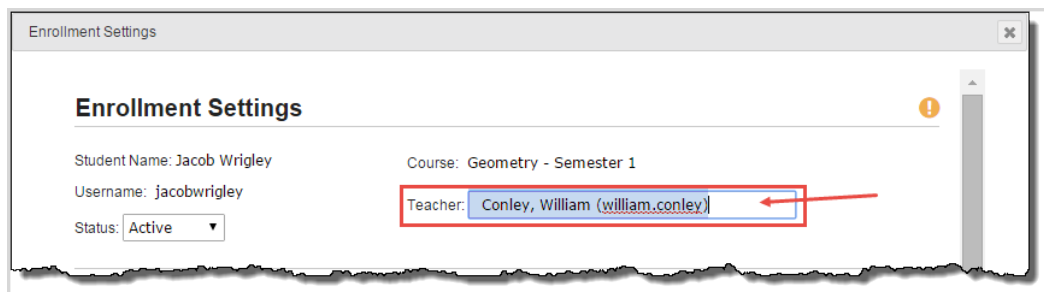 Enrollment Settings
Enrollment Settings
Student Name: Jacob Wrigley
Course: Geometry - Semester 1
Username: jacobwrigley
Teacher: Conley, William (william.conley)
Status: Active